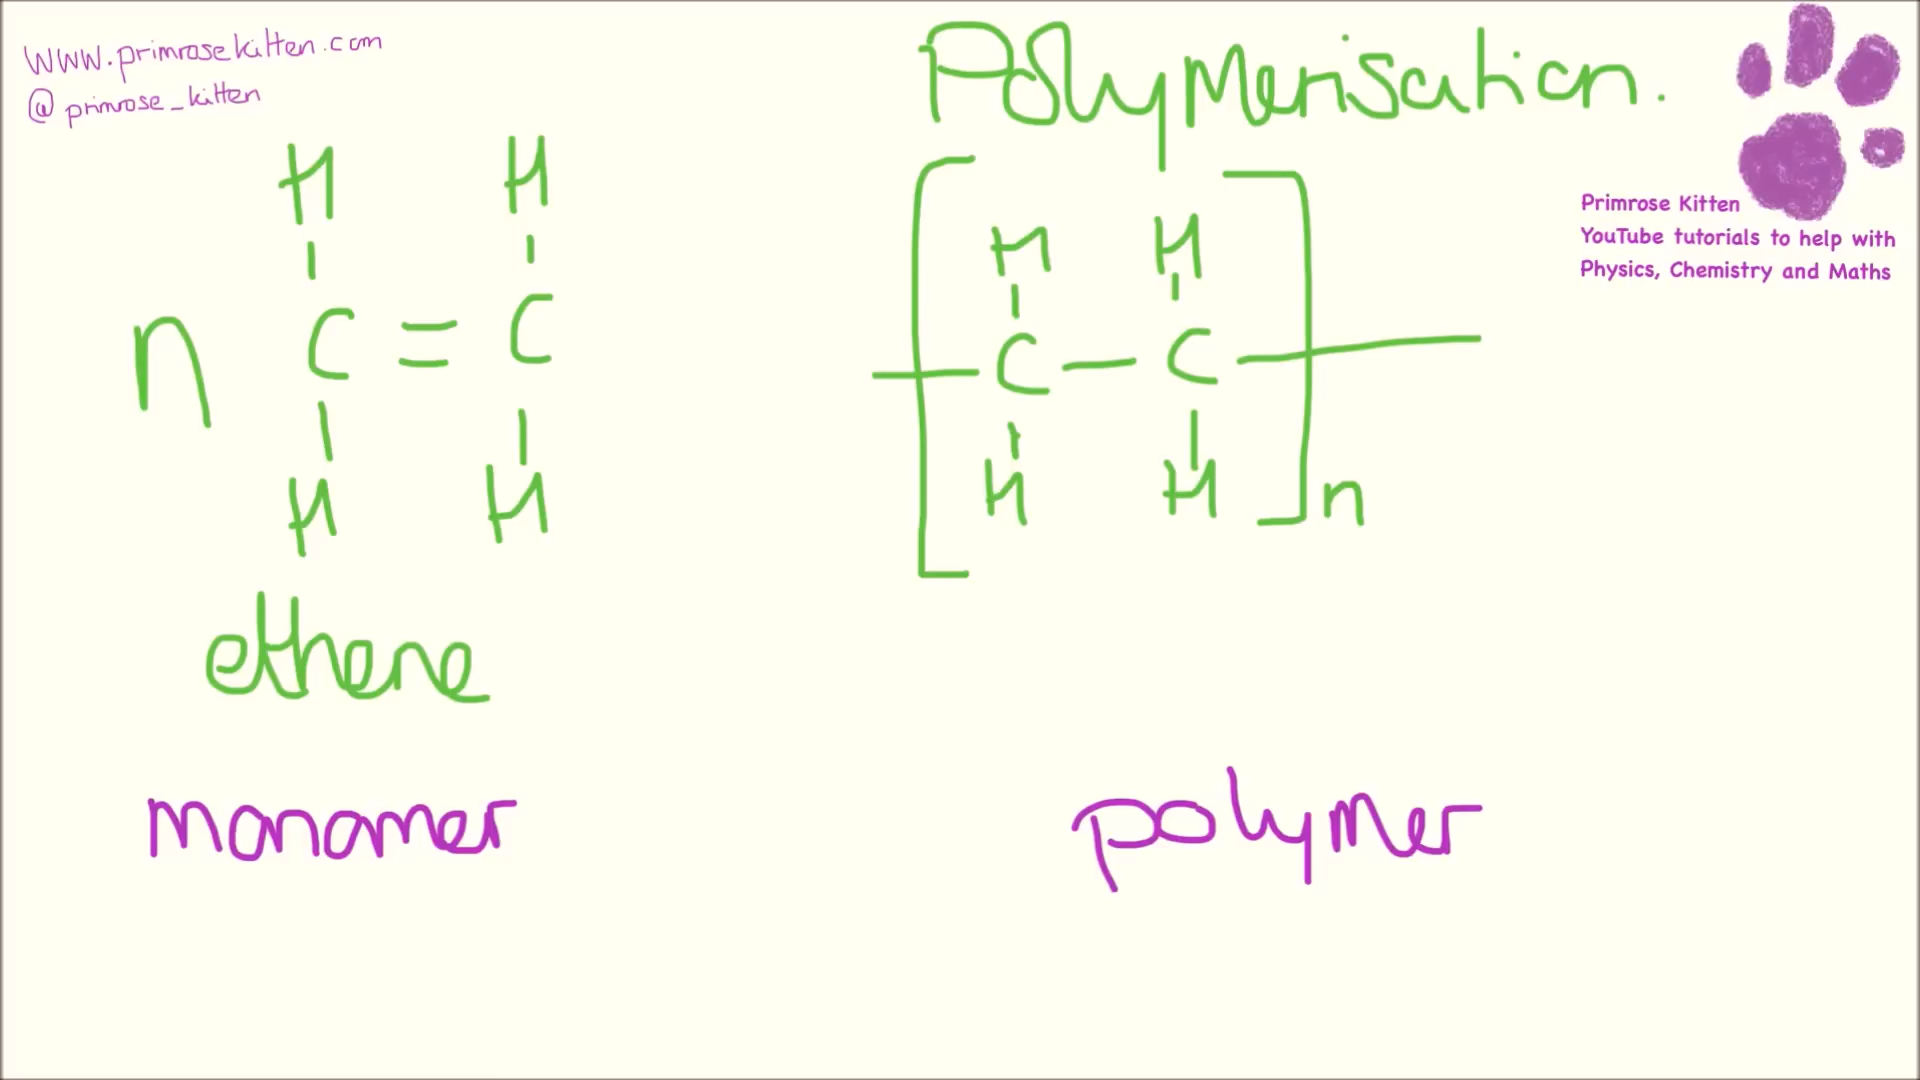 www.primrosekitten.com
@primrose_kitten
Polymerisation.
Primrose Kitten
YouTube tutorials to help with
Physics, Chemistry and Maths
H H
n C = C
H H
ethene
H H
C — C
H H n
monomer
polymer